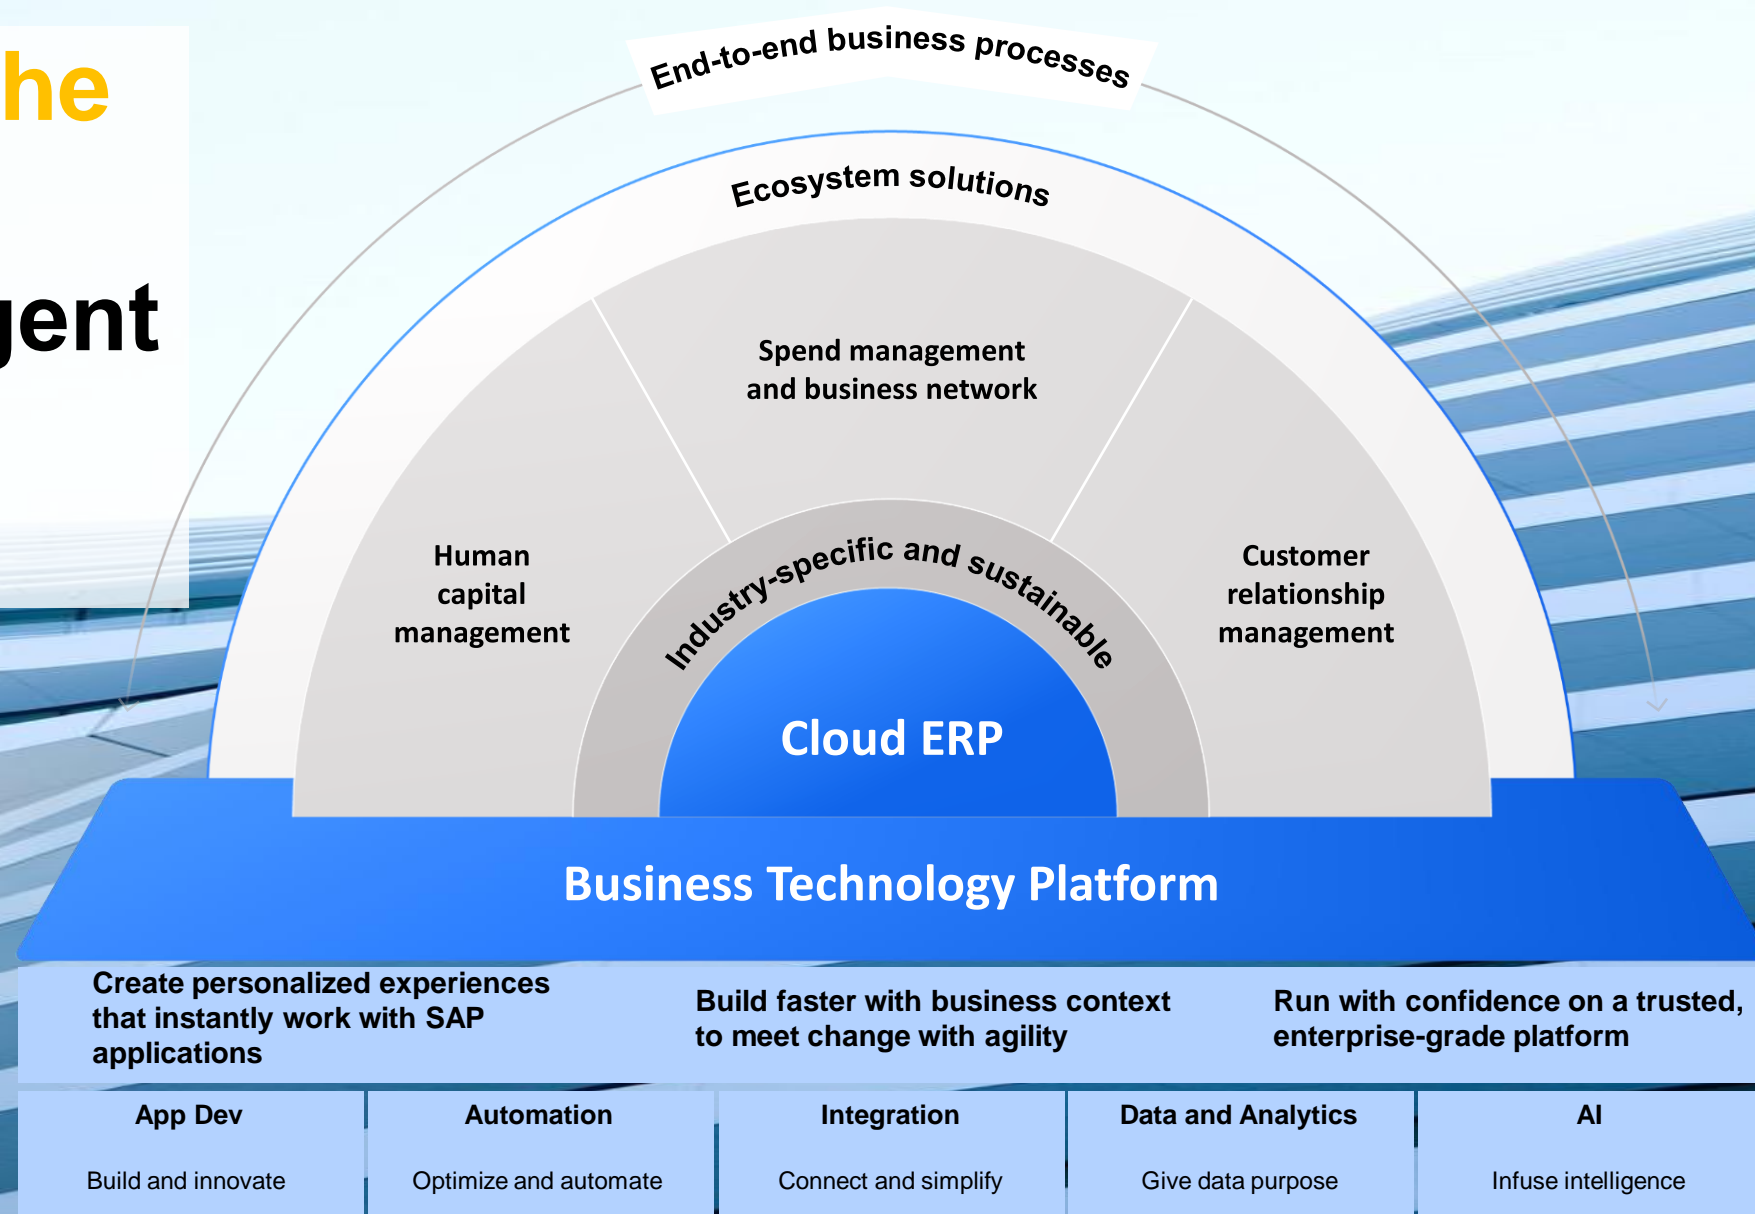 he
gent
End-to-end business processes
Ecosystem solutions
Spend management
and business network
Human
capital
management
Customer
relationship
management
Industry-specific and sustainable
Cloud ERP
Business Technology Platform
Create personalized experiences
that instantly work with SAP
applications
Build faster with business context
to meet change with agility
Run with confidence on a trusted,
enterprise-grade platform
App Dev
Build and innovate
Automation
Optimize and automate
Integration
Connect and simplify
Data and Analytics
Give data purpose
AI
Infuse intelligence